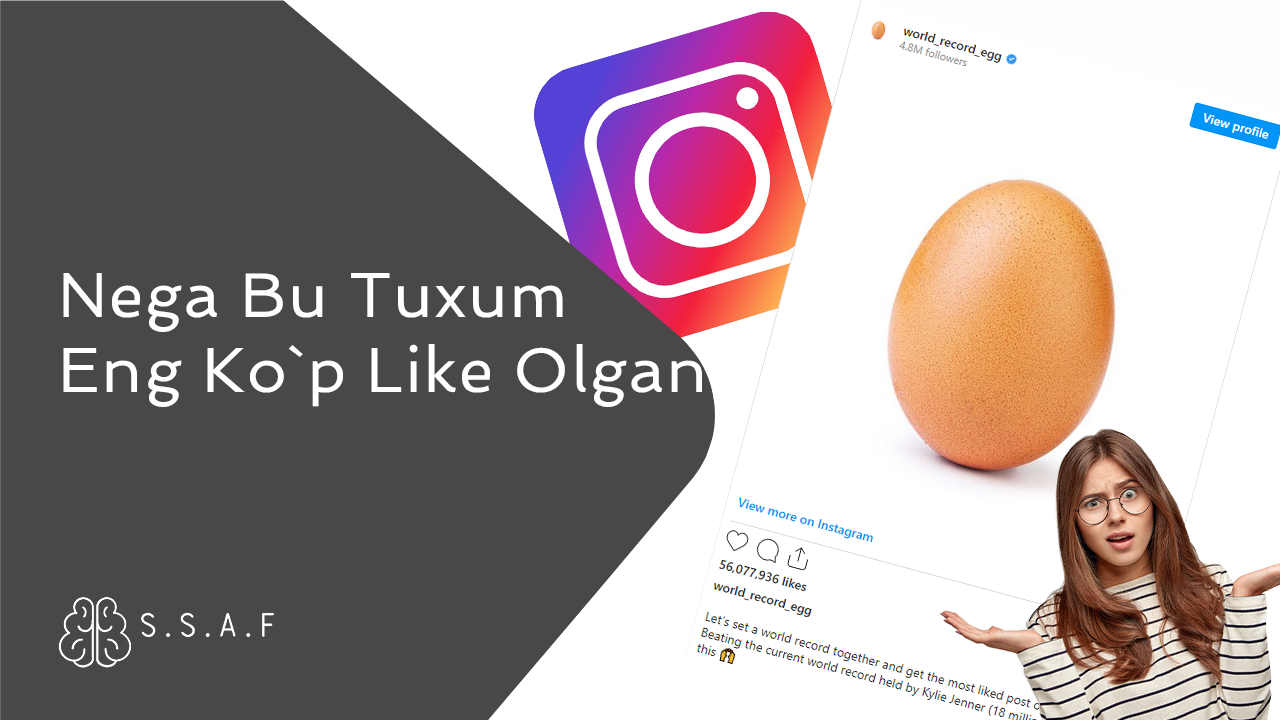 Nega Bu Tuxum
Eng Ko`p Like Olgan
S.S.A.F
world_record_egg
4.8M followers
View profile
View more on Instagram
56,077,936 likes
world_record_egg
Let's set a world record together and get the most liked post
Beating the current world record held by Kylie Jenner (18
this 🙌